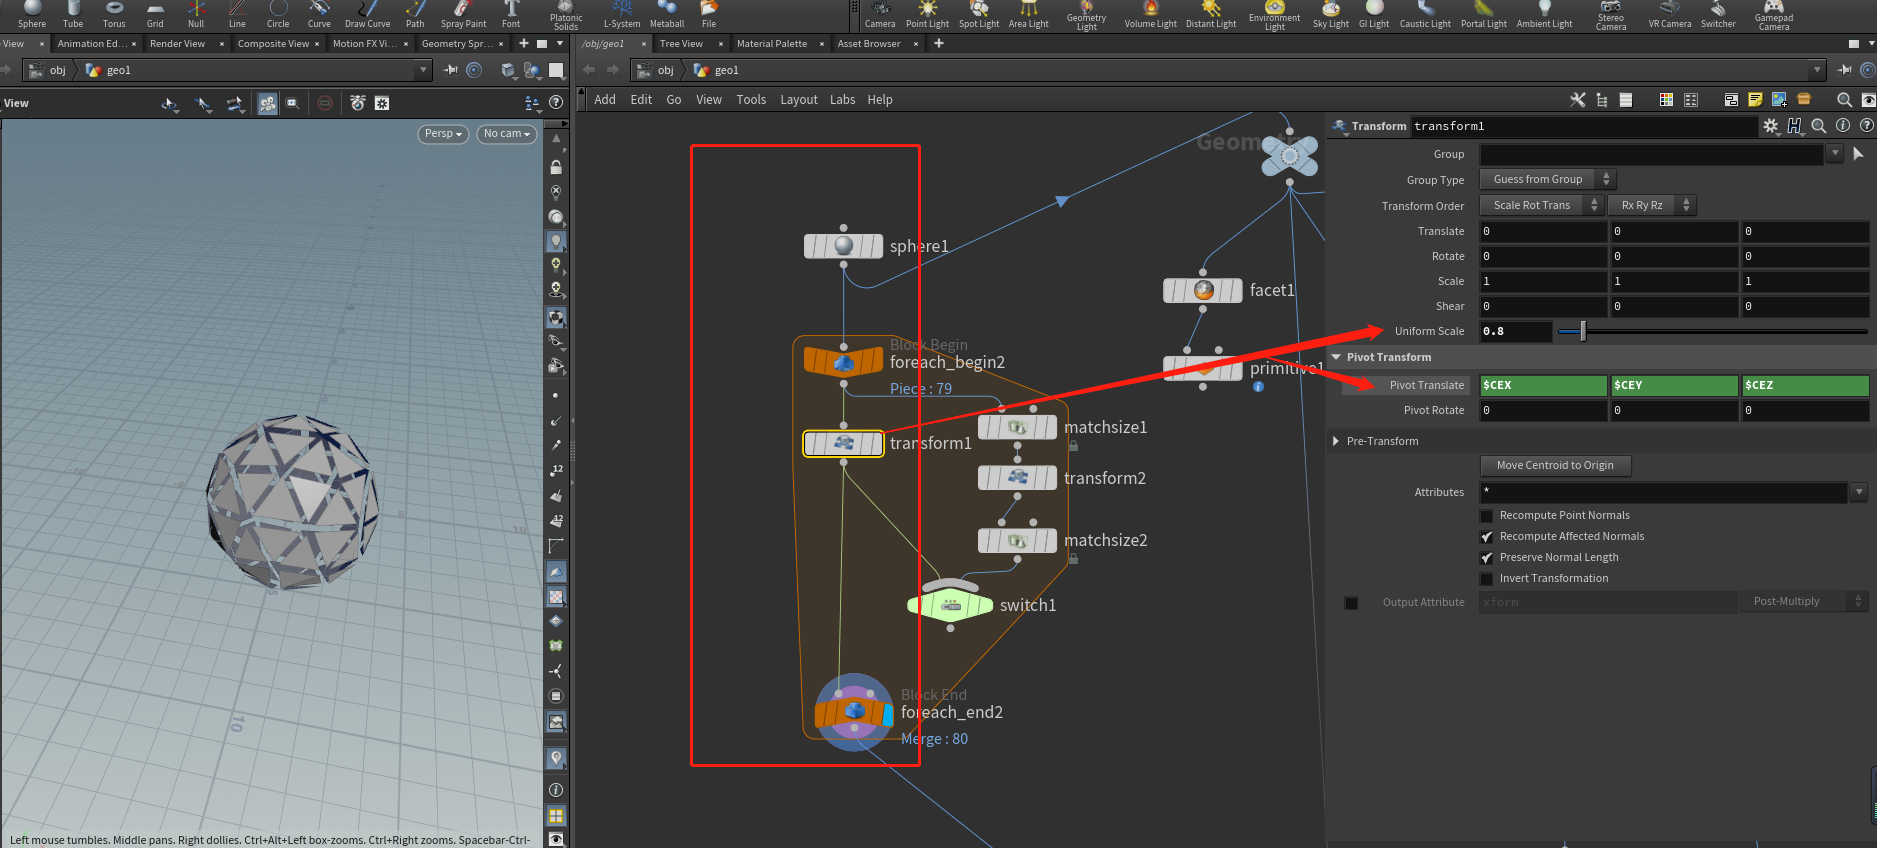 Sphere Tube Torus Grid Null Line Circle Curve Draw Curve Path Spray Paint Font Platonic Solids L-System Metaball File
Camera Point Light Spot Light Area Light Geometry Light Volume Light Distant Light Environment Light Sky Light GI Light Caustic Light Portal Light Ambient Light Stereo Camera VR Camera Switcher Gamepad Camera
View Animation Ed... Render View Composite View Motion FX Vi... Geometry Spr...
/obj/geo1 Tree View Material Palette Asset Browser
obj geo1
obj geo1
View
Add Edit Go View Tools Layout Labs Help
Persp
No cam
12
12
10
Left mouse tumbles. Middle pans. Right dollies. Ctrl+Alt+Left box-zooms. Ctrl+Right zooms. Spacebar-Ctrl-
Geometry
sphere1
Block Begin
foreach_begin2
Piece : 79
transform1
matchsize1
transform2
matchsize2
switch1
Block End
foreach_end2
Merge : 80
facet1
primitive1
Transform transform1
Group
Group Type Guess from Group
Transform Order Scale Rot Trans Rx Ry Rz
Translate 0 0 0
Rotate 0 0 0
Scale 1 1 1
Shear 0 0 0
Uniform Scale 0.8
Pivot Transform
Pivot Translate $CEX $CEY $CEZ
Pivot Rotate 0 0 0
Pre-Transform
Move Centroid to Origin
Attributes *
Recompute Point Normals
Recompute Affected Normals
Preserve Normal Length
Invert Transformation
Output Attribute xform Post-Multiply